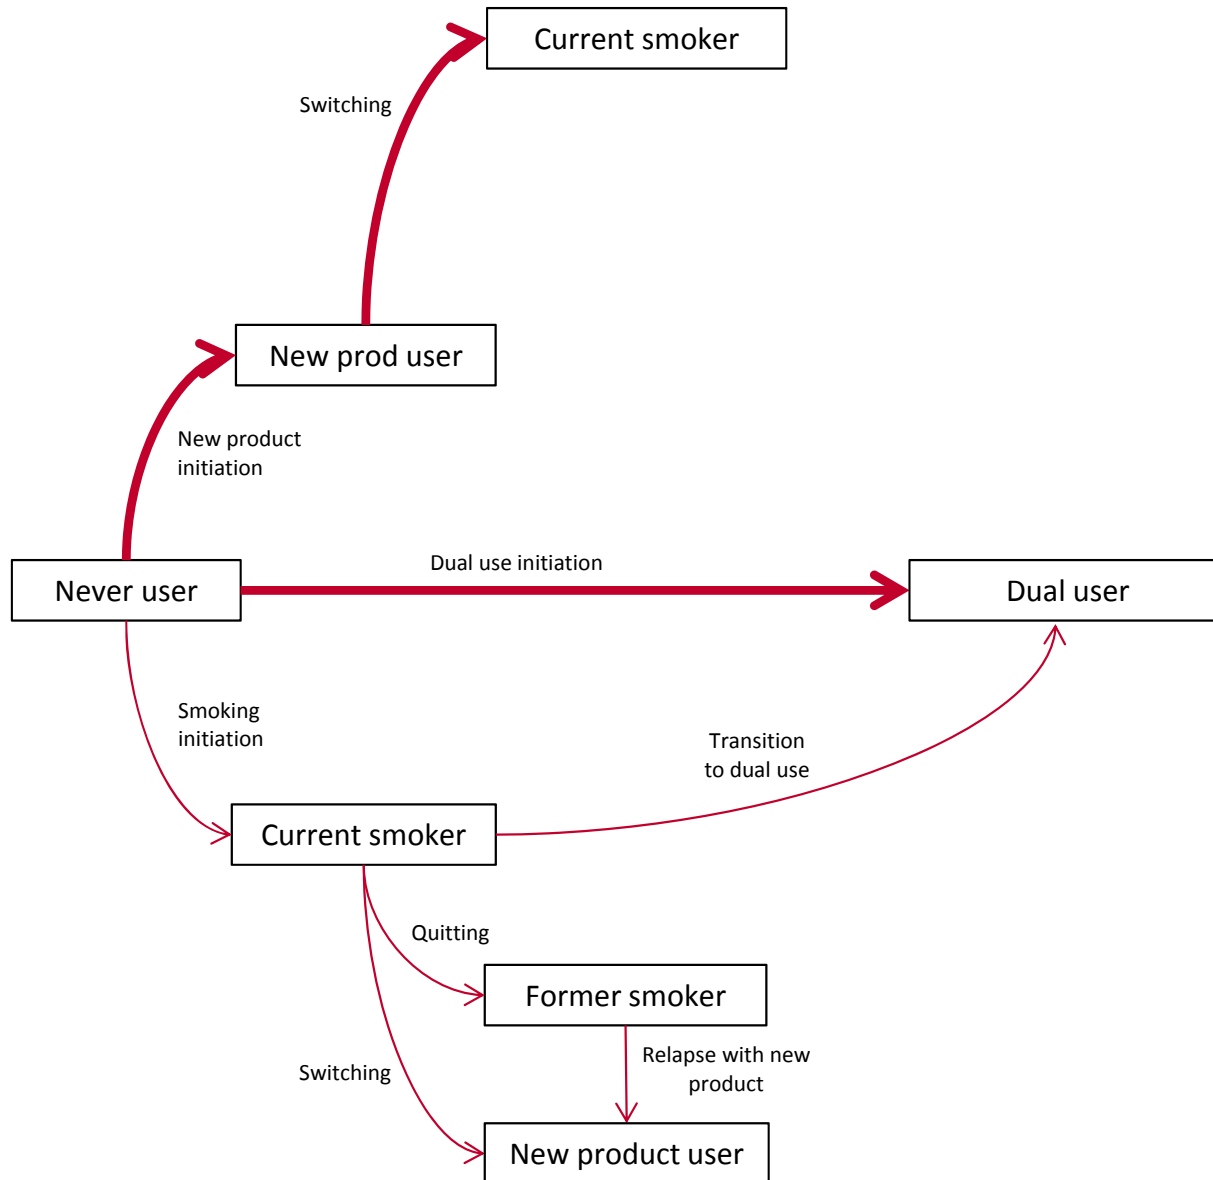 Current smoker
Switching
New prod user
New product
initiation
Dual use initiation
Never user
Dual user
Smoking
initiation
Transition
to dual use
Current smoker
Quitting
Former smoker
Relapse with new
product
Switching
New product user